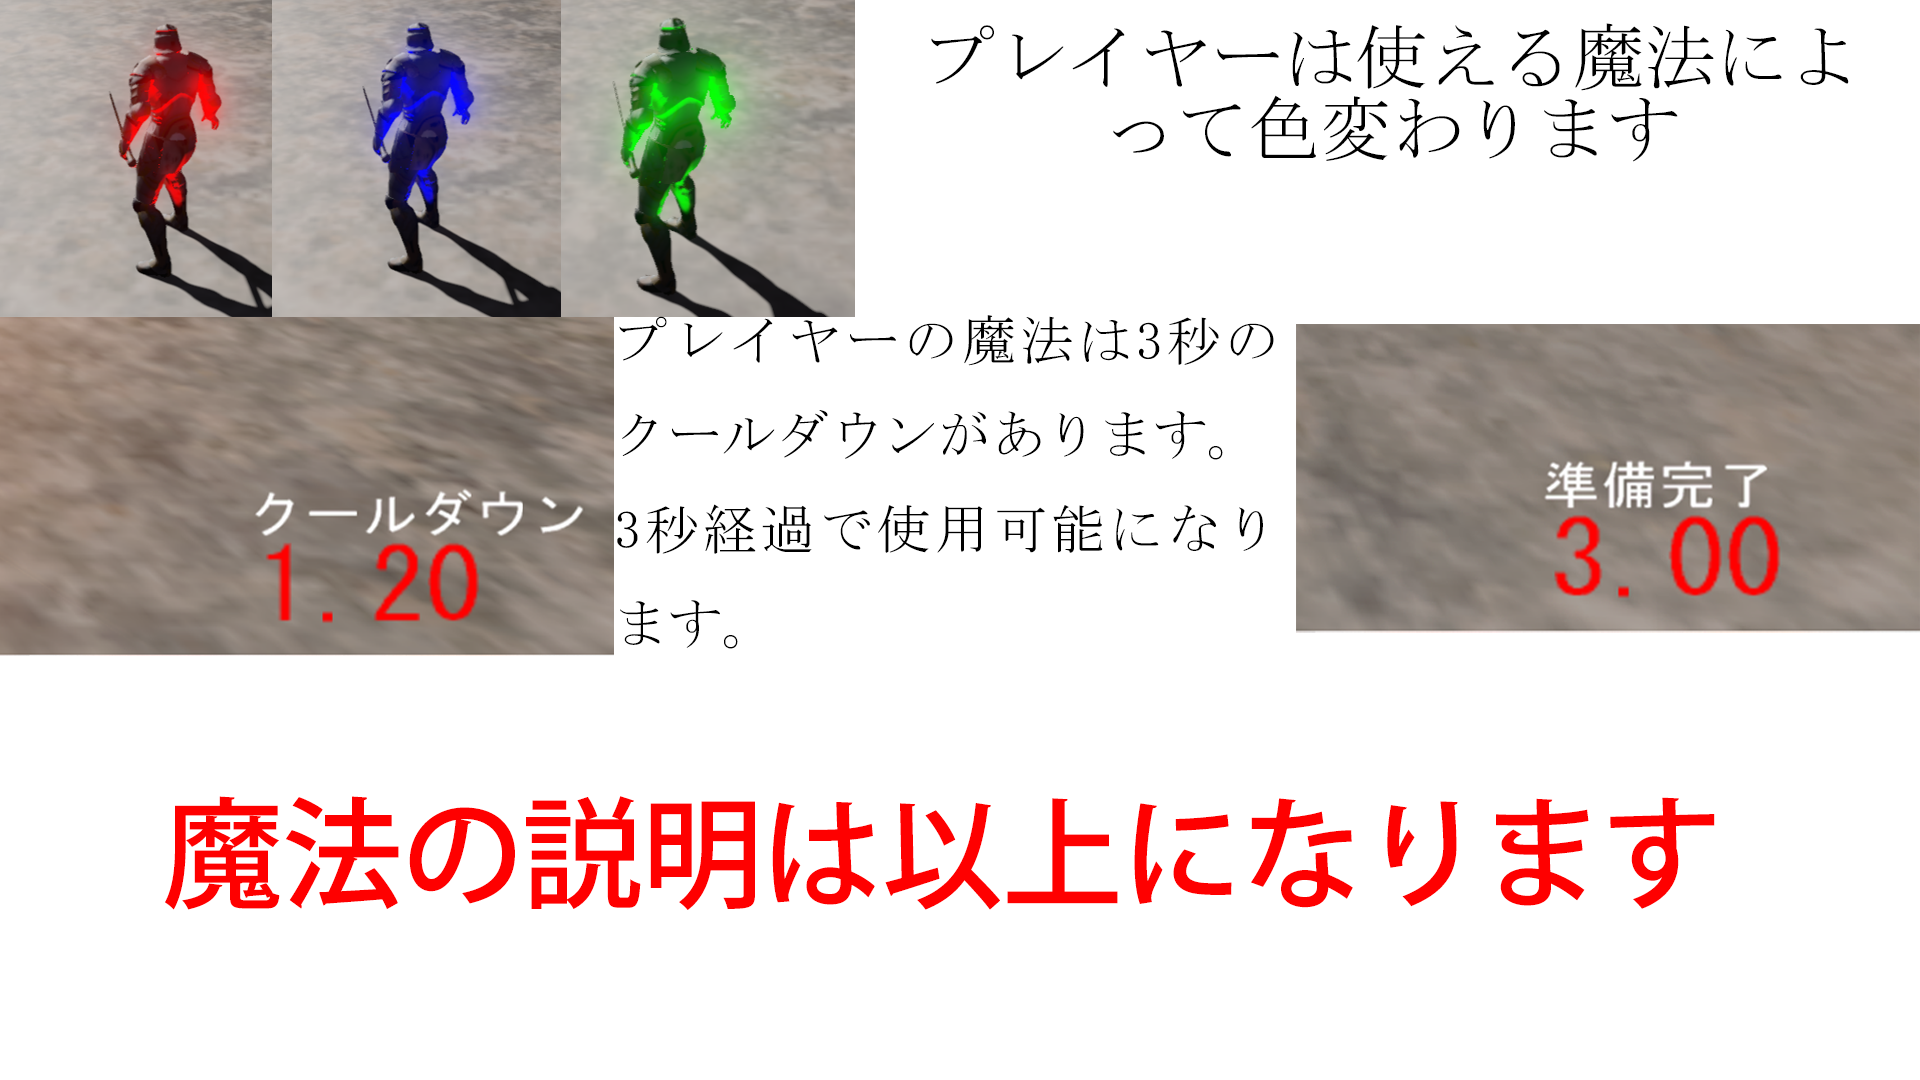 プレイヤーは使える魔法によ
って色変わります
プレイヤーの魔法は3秒の
クールダウンがあります。
3秒経過で使用可能になり
ます。
クールダウン
1.20
準備完了
3.00
魔法の説明は以上になります